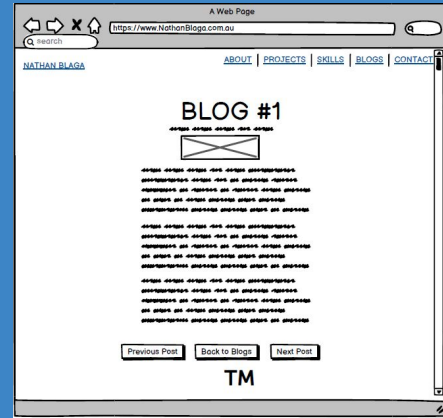 A Web Page
https://www.NathanBlaga.com.au
search
NATHAN BLAGA
ABOUT | PROJECTS | SKILLS | BLOGS | CONTACT
BLOG #1
Previous Post
Back to Blogs
Next Post
TM